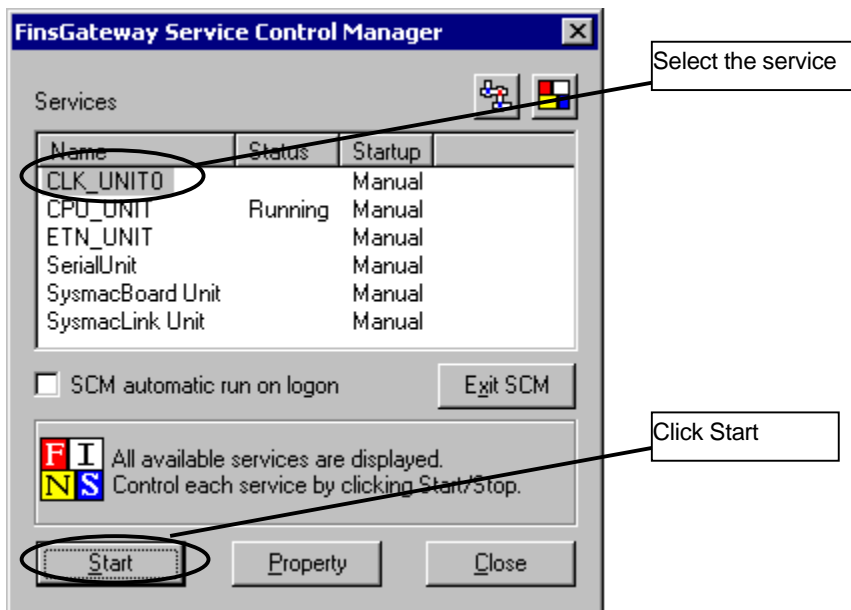 FinsGateway Service Control Manager
Select the service
Services
Name Status Startup
CLK_UNIT0 Manual
CPU_UNIT Running Manual
ETN_UNIT Manual
SerialUnit Manual
SysmacBoard Unit Manual
SysmacLink Unit Manual
SCM automatic run on logon
Exit SCM
Click Start
F I
N S
All available services are displayed.
Control each service by clicking Start/Stop.
Start Property Close